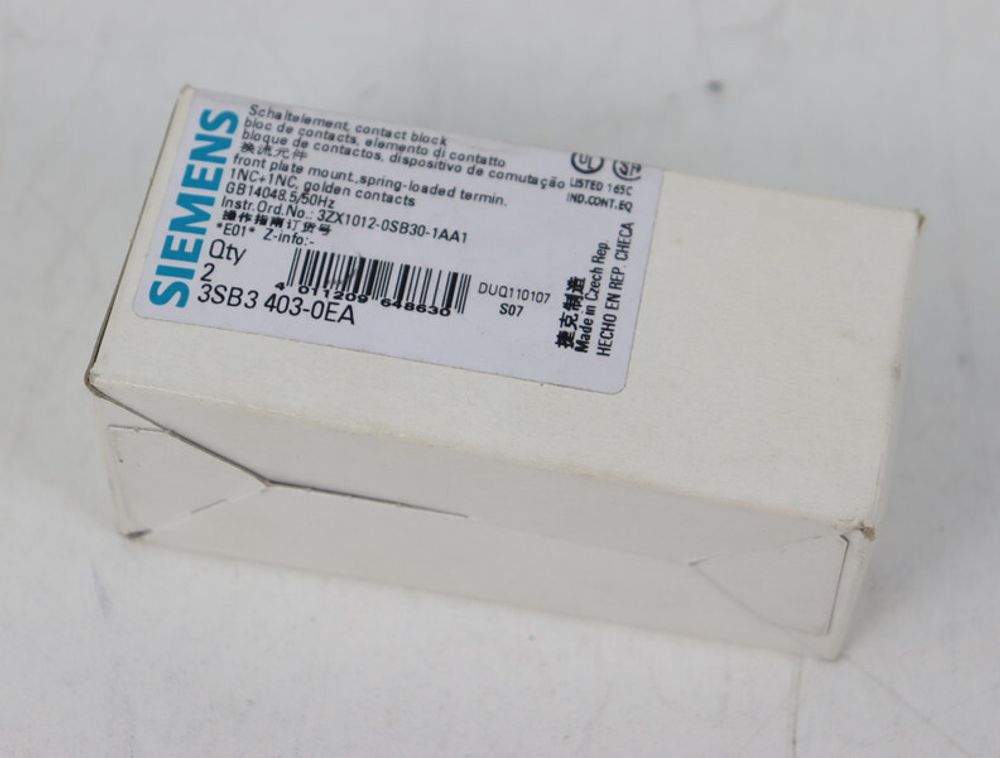 SIEMENS
Schaltelement, contact block
bloc de contacts, elemento di contatto
bloque de contactos, dispositivo de comutação
换流元件
front plate mount.,spring-loaded termin.
1NC+1NC, golden contacts
GB14048.5/50Hz
Instr.Ord.No.: 3ZX1012-0SB30-1AA1
操作指南订货号
*E01* Z-info:-
Qty
2
4 011209 648630
3SB3 403-0EA
DUQ110107
S07
LISTED 165C
IND.CONT.EQ
捷克制造
Made in Czech Rep.
HECHO EN REP. CHECA